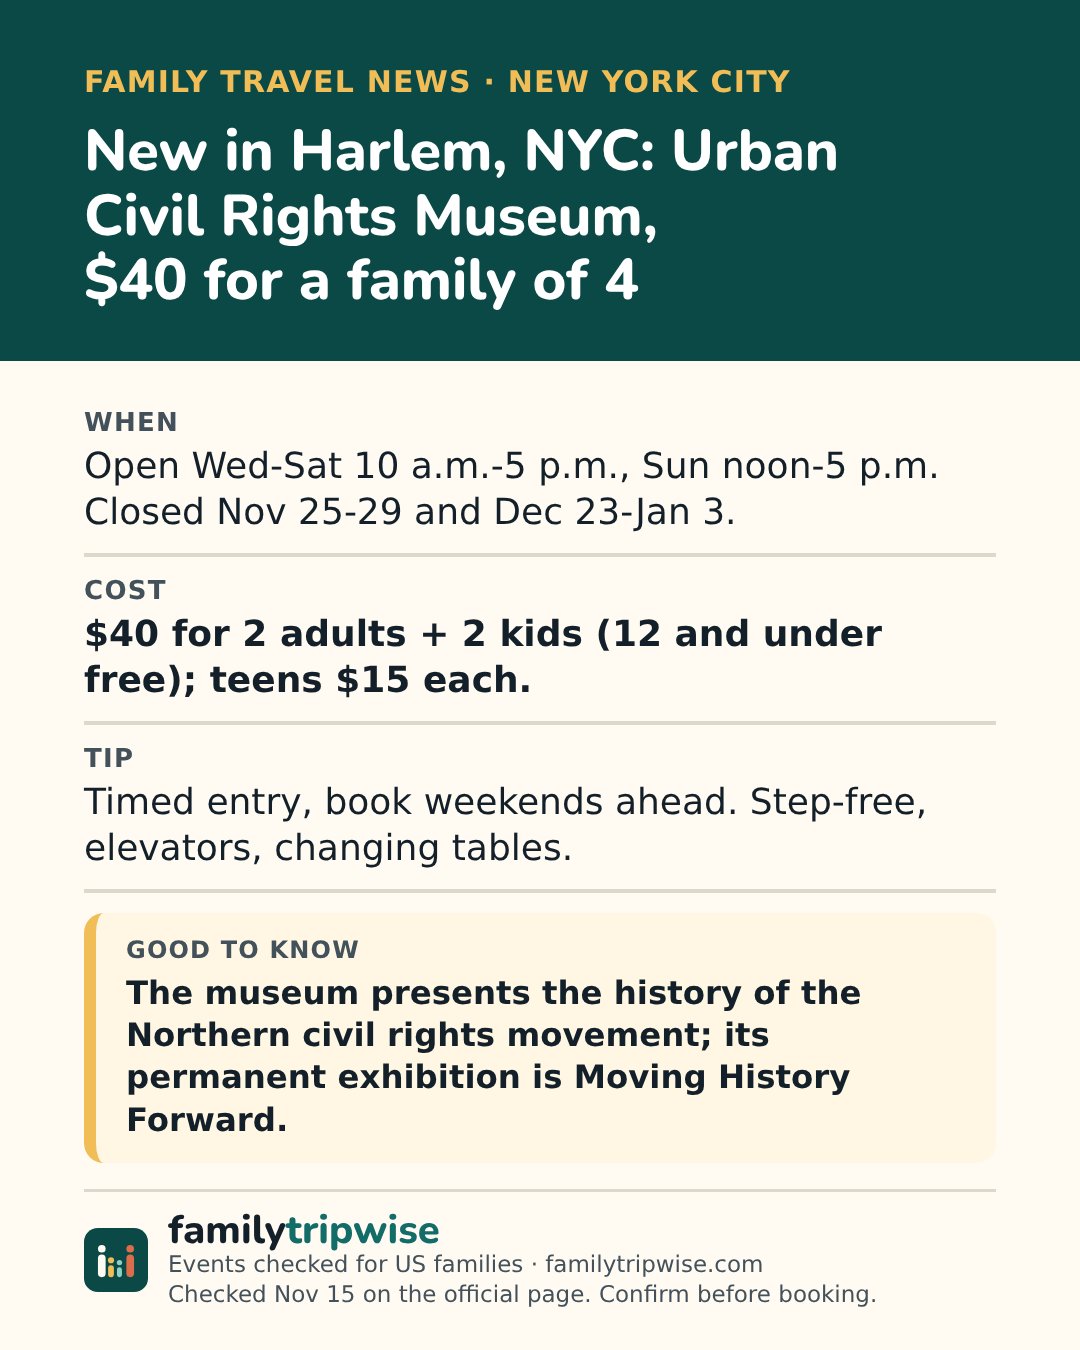 FAMILY TRAVEL NEWS · NEW YORK CITY
New in Harlem, NYC: Urban
Civil Rights Museum,
$40 for a family of 4
WHEN
Open Wed-Sat 10 a.m.-5 p.m., Sun noon-5 p.m.
Closed Nov 25-29 and Dec 23-Jan 3.
COST
$40 for 2 adults + 2 kids (12 and under
free); teens $15 each.
TIP
Timed entry, book weekends ahead. Step-free,
elevators, changing tables.
GOOD TO KNOW
The museum presents the history of the
Northern civil rights movement; its
permanent exhibition is Moving History
Forward.
familytripwise
Events checked for US families · familytripwise.com
Checked Nov 15 on the official page. Confirm before booking.